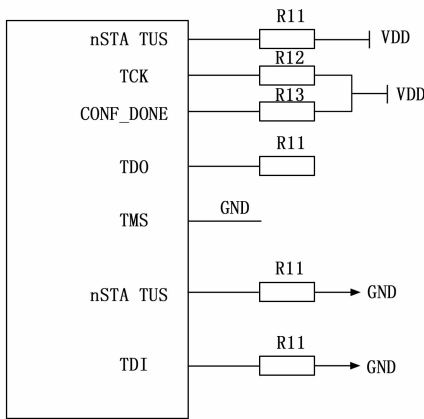 R11
nSTA TUS VDD
R12
TCK
R13 VDD
CONF_DONE
R11
TDO
GND
TMS
R11
nSTA TUS GND
R11
TDI GND